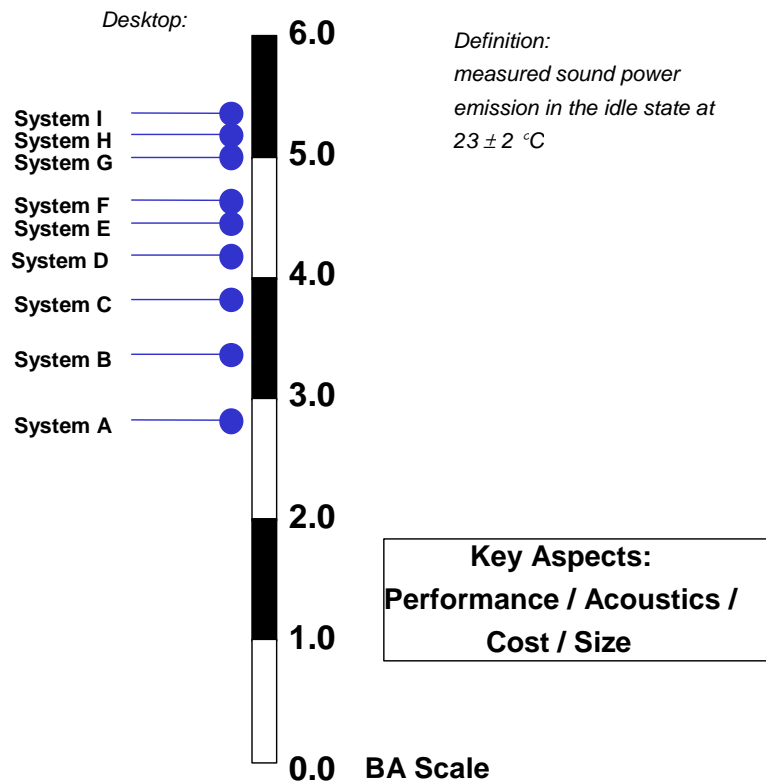 Desktop:
6.0
Definition:
measured sound power
emission in the idle state at
23 ± 2 °C
System I
System H
System G
5.0
System F
System E
System D
4.0
System C
System B
3.0
System A
2.0
Key Aspects:
Performance / Acoustics /
Cost / Size
1.0
0.0 BA Scale